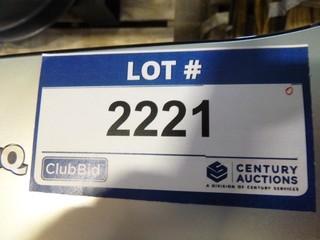 LOT #
2221
ClubBid
CENTURY
AUCTIONS
A DIVISION OF CENTURY SERVICES